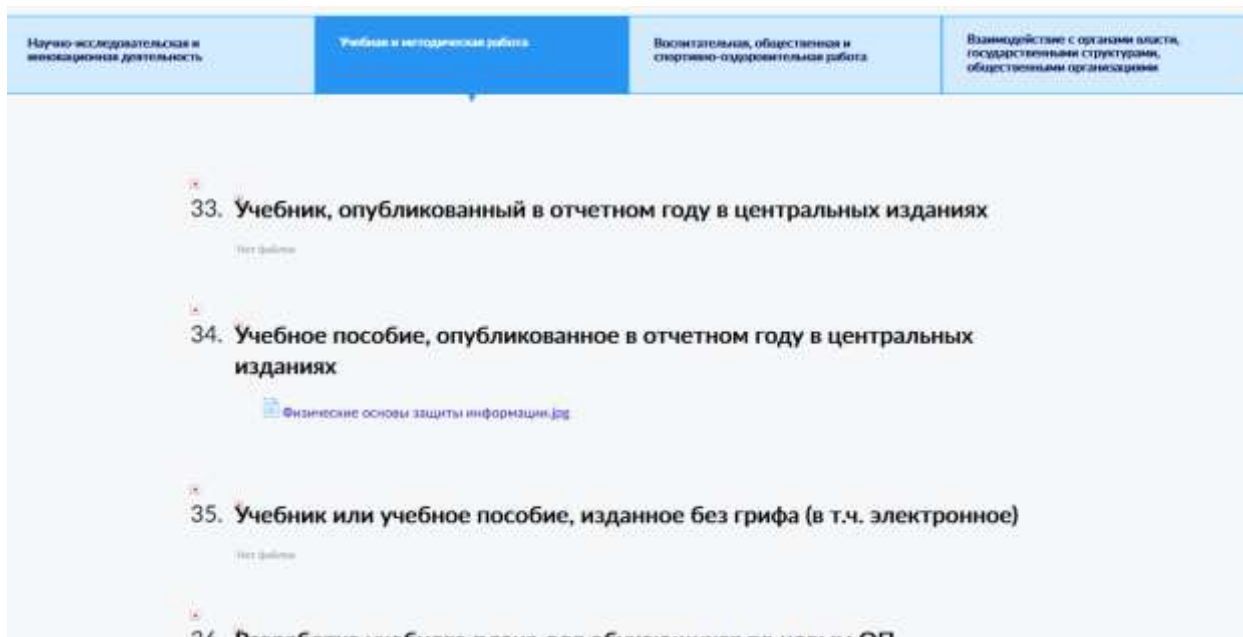 Научно-исследовательская и
инновационная деятельность
Учебная и методическая работа
Воспитательная, общественная и
спортивно-оздоровительная работа
Взаимодействие с органами власти,
государственными структурами,
общественными организациями
33. Учебник, опубликованный в отчетном году в центральных изданиях
Нет файлов
34. Учебное пособие, опубликованное в отчетном году в центральных
изданиях
Физические основы защиты информации.jpg
35. Учебник или учебное пособие, изданное без грифа (в т.ч. электронное)
Нет файлов